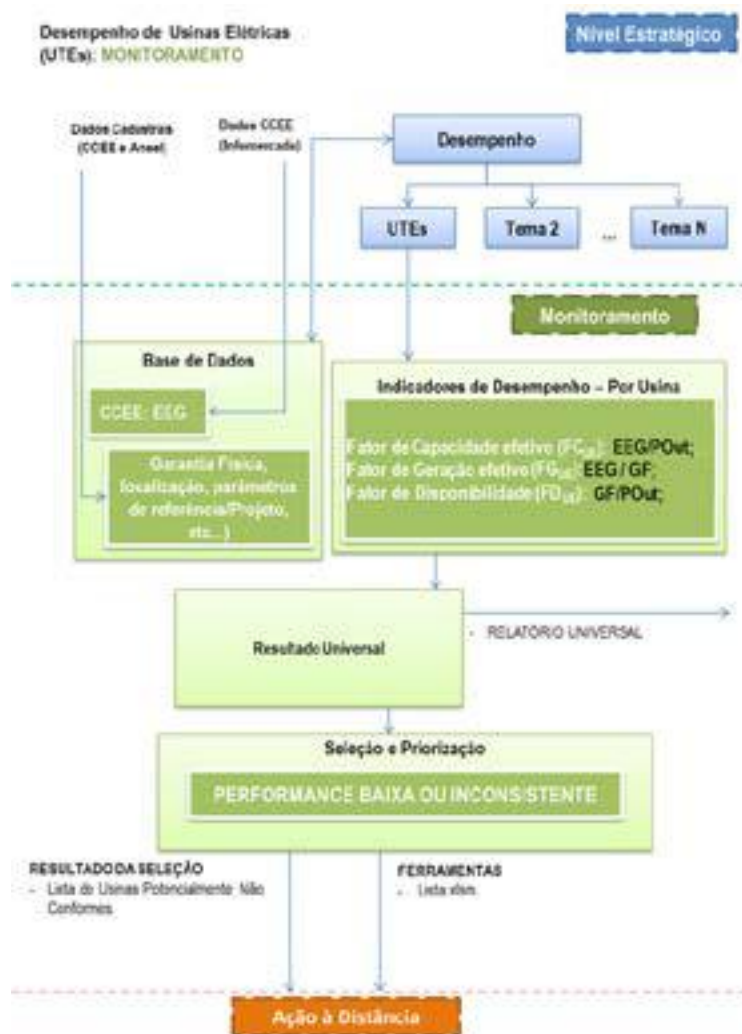 Desempenho de Usinas Elétricas
(UTEs): MONITORAMENTO
Nível Estratégico
Dados Cadastrais
(CCEE e Aneel)
Dados CCEE
(Infomercado)
Desempenho
UTEs
Tema 2
...
Tema N
Monitoramento
Base de Dados
CCEE: EEG
Garantia Física,
localização, parâmetros
de referência/Projeto,
etc...)
Indicadores de Desempenho – Por Usina
Fator de Capacidade efetivo (FC): EEG/POut;
Fator de Geração efetivo (FG): EEG / GF;
Fator de Disponibilidade (FD): GF/POut;
Resultado Universal
- RELATÓRIO UNIVERSAL
Seleção e Priorização
PERFORMANCE BAIXA OU INCONSISTENTE
RESULTADO DA SELEÇÃO
- Lista de Usinas Potencialmente Não
Conformes
FERRAMENTAS
- Lista
Ação à Distância